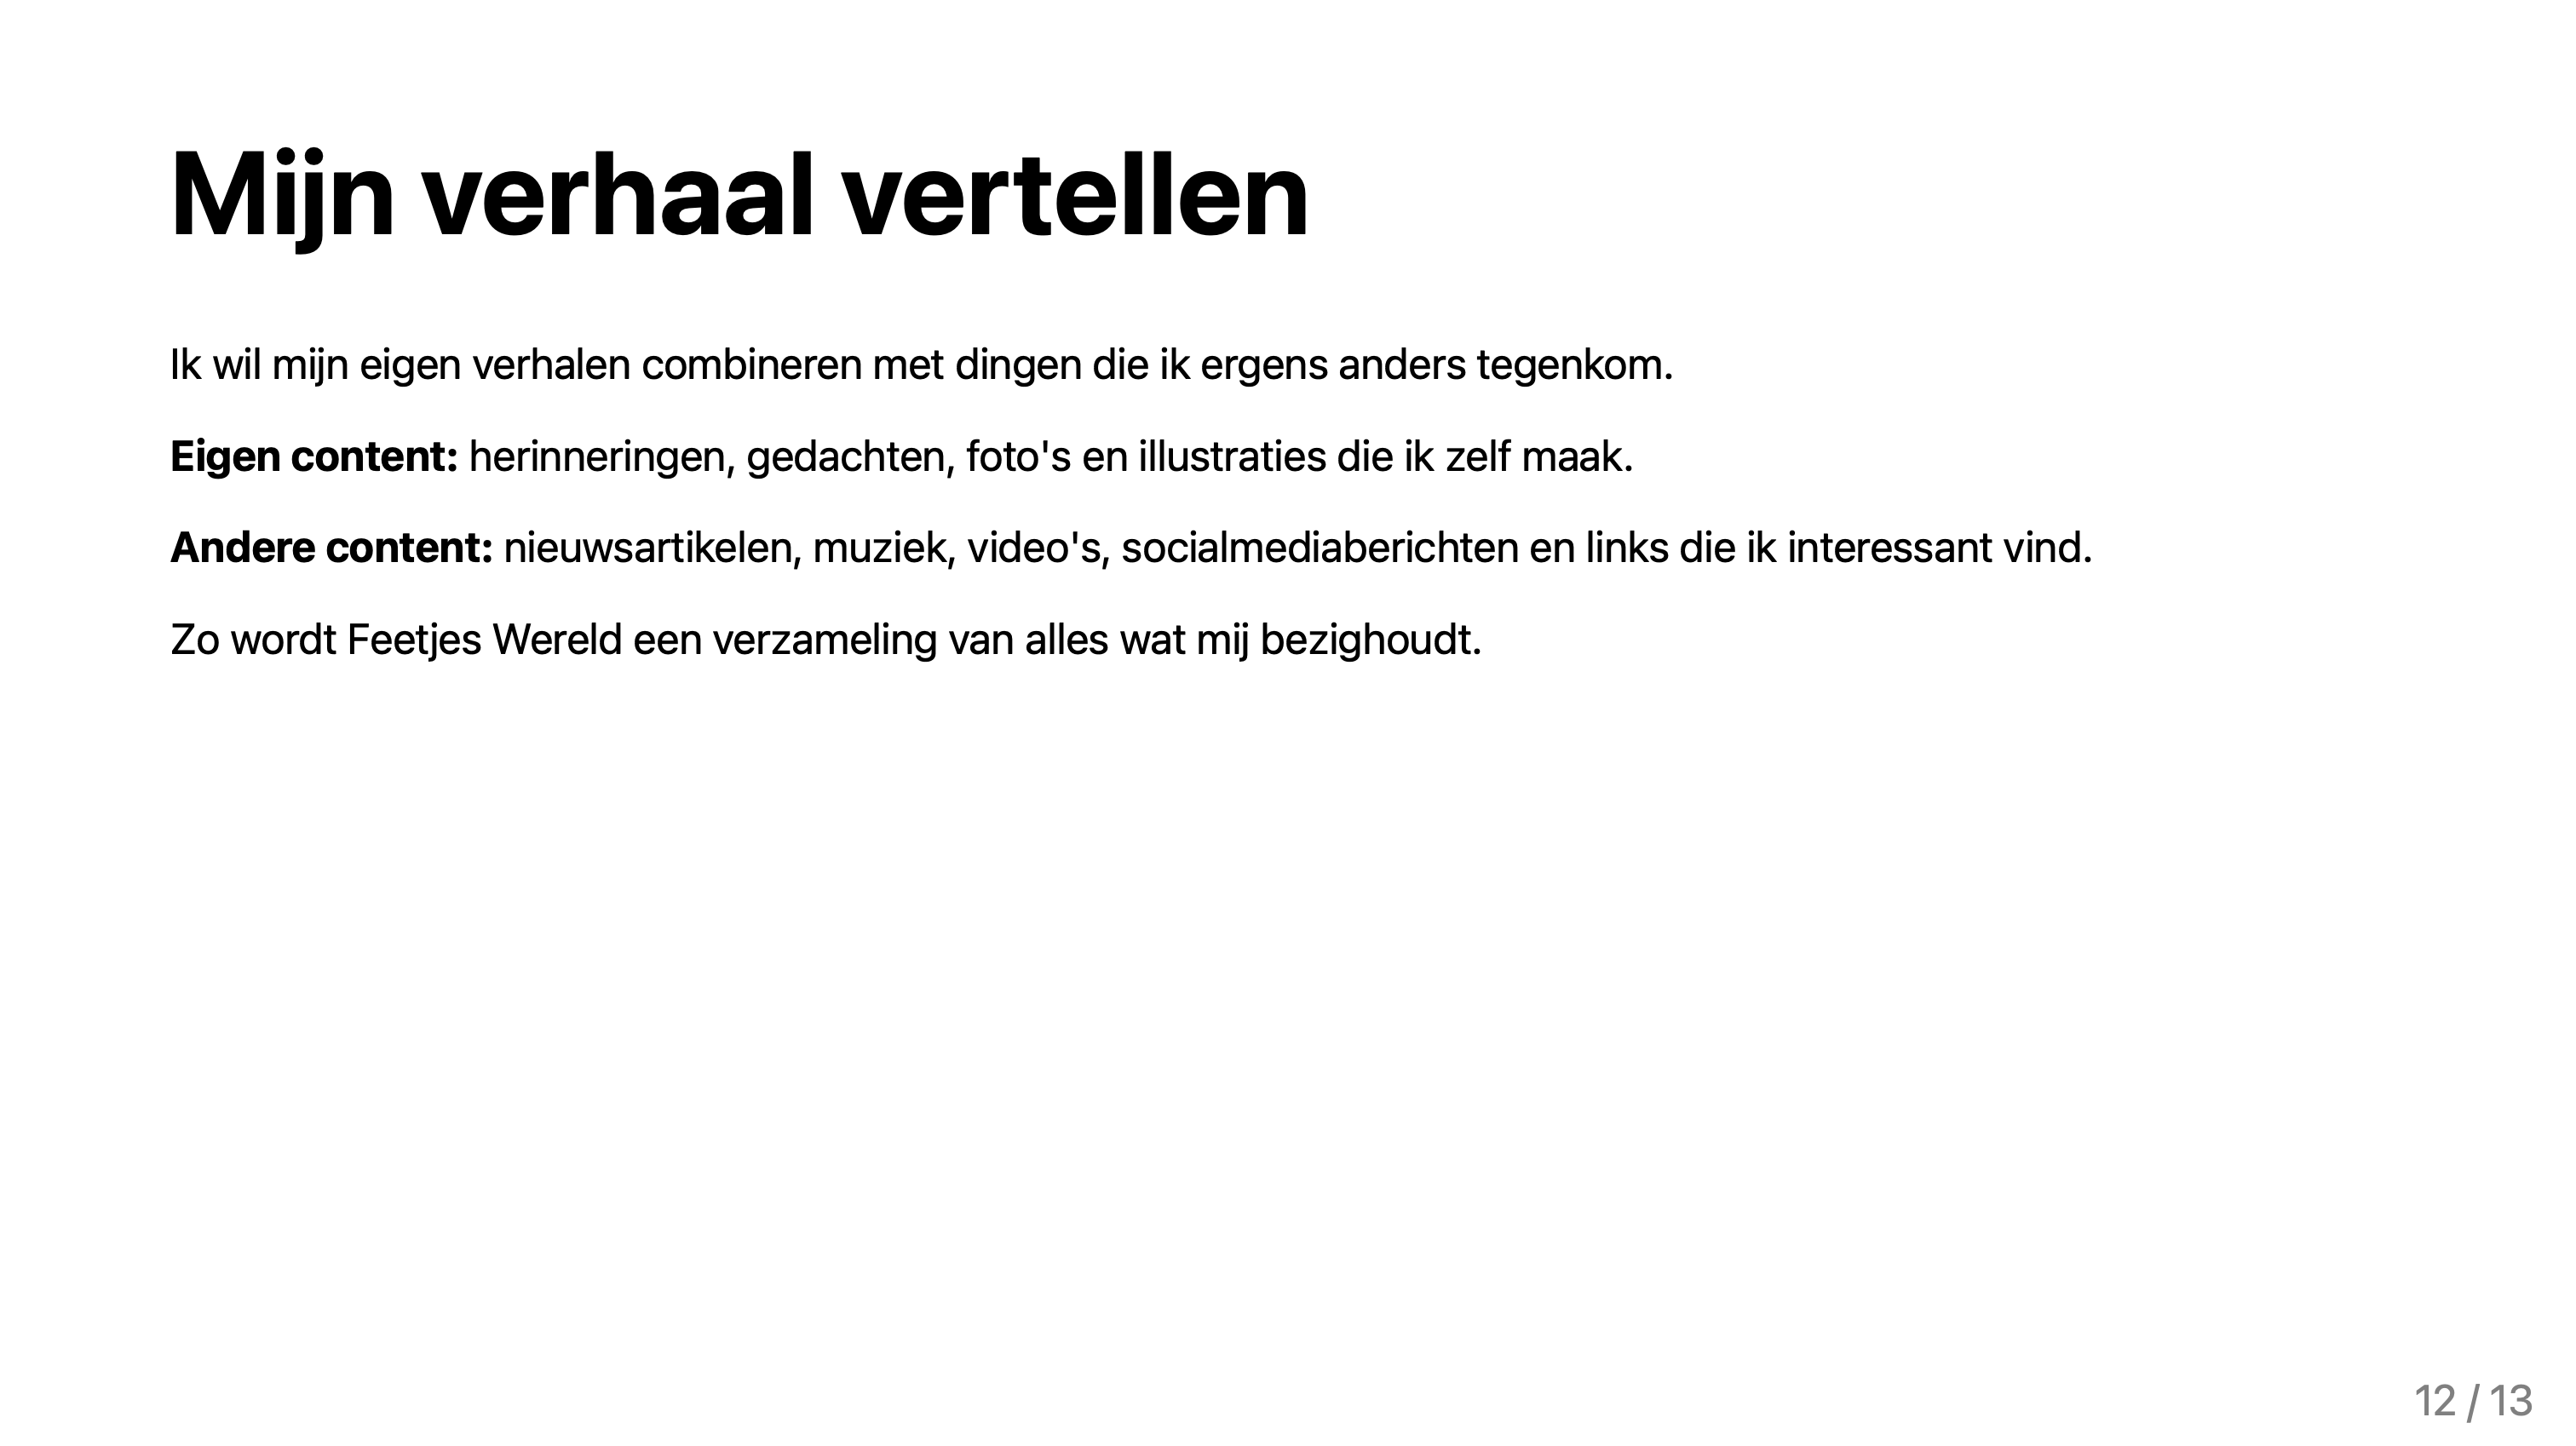 Mijn verhaal vertellen
Ik wil mijn eigen verhalen combineren met dingen die ik ergens anders tegenkom.
Eigen content: herinneringen, gedachten, foto's en illustraties die ik zelf maak.
Andere content: nieuwsartikelen, muziek, video's, socialmediaberichten en links die ik interessant vind.
Zo wordt Feetjes Wereld een verzameling van alles wat mij bezighoudt.
12 / 13